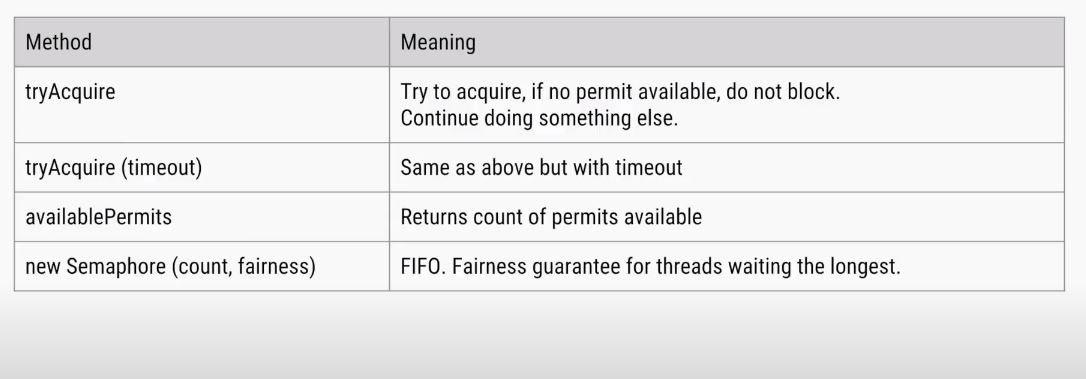 Method
Meaning
tryAcquire
Try to acquire, if no permit available, do not block.
Continue doing something else.
tryAcquire (timeout)
Same as above but with timeout
availablePermits
Returns count of permits available
new Semaphore (count, fairness)
FIFO. Fairness guarantee for threads waiting the longest.